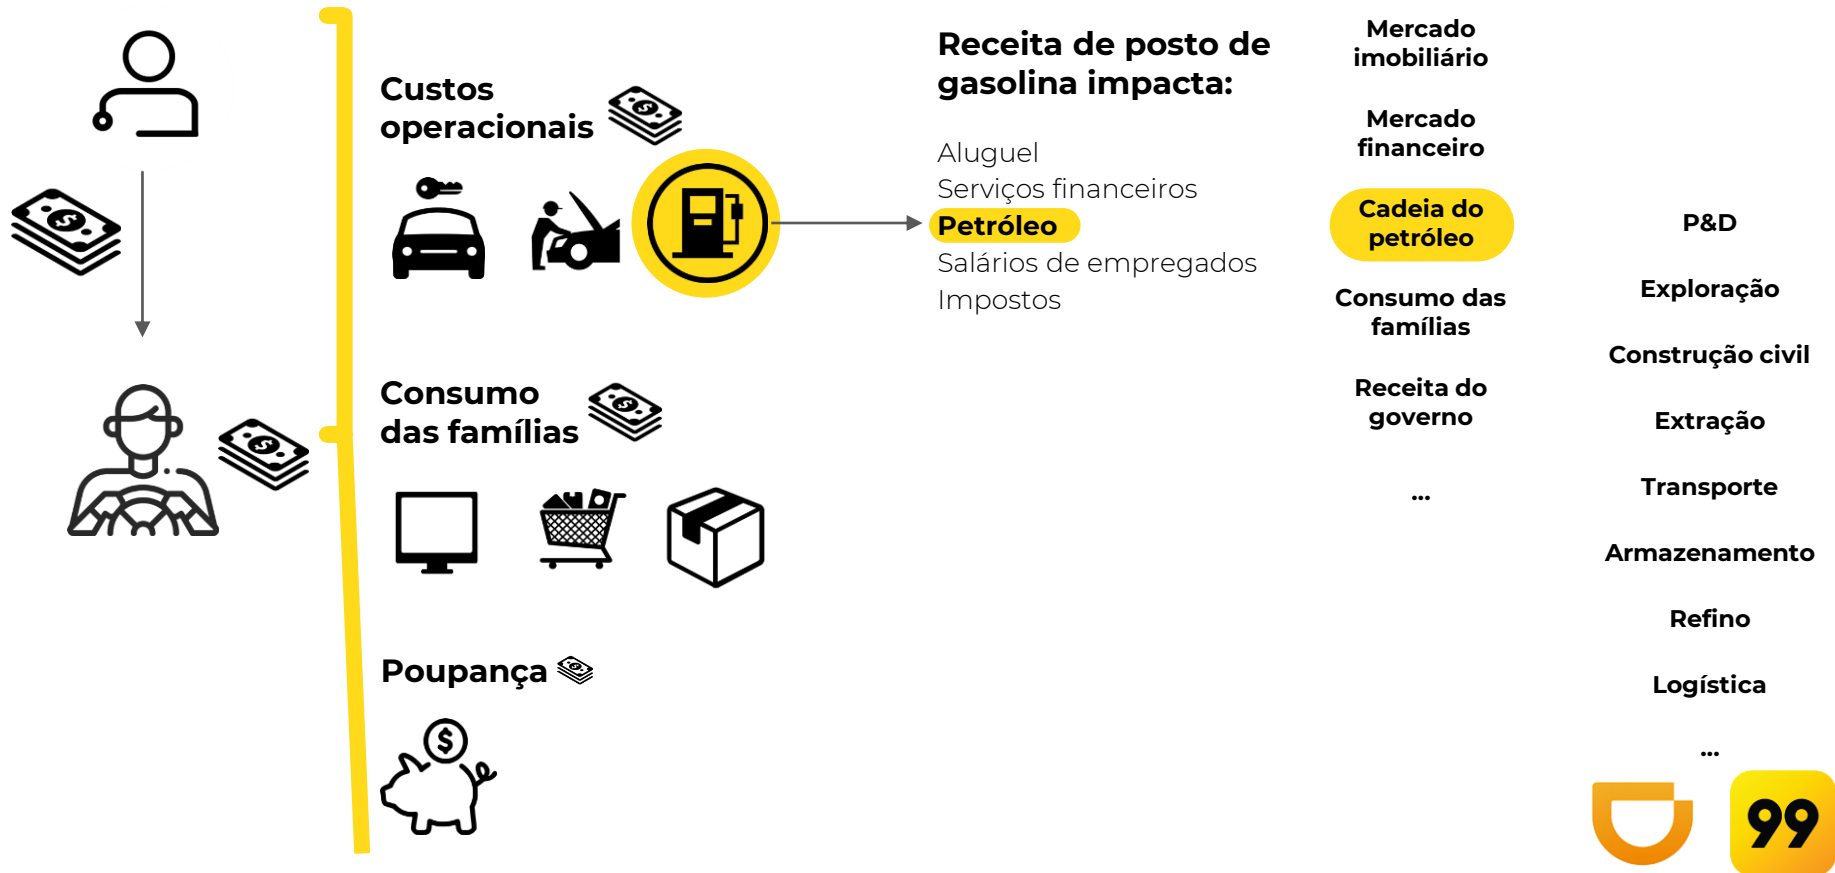 Custos
operacionais
Consumo
das famílias
Poupança
$
Receita de posto de
gasolina impacta:
Aluguel
Serviços financeiros
Petróleo
Salários de empregados
Impostos
Mercado
imobiliário
Mercado
financeiro
Cadeia do
petróleo
Consumo das
famílias
Receita do
governo
...
P&D
Exploração
Construção civil
Extração
Transporte
Armazenamento
Refino
Logística
...
99